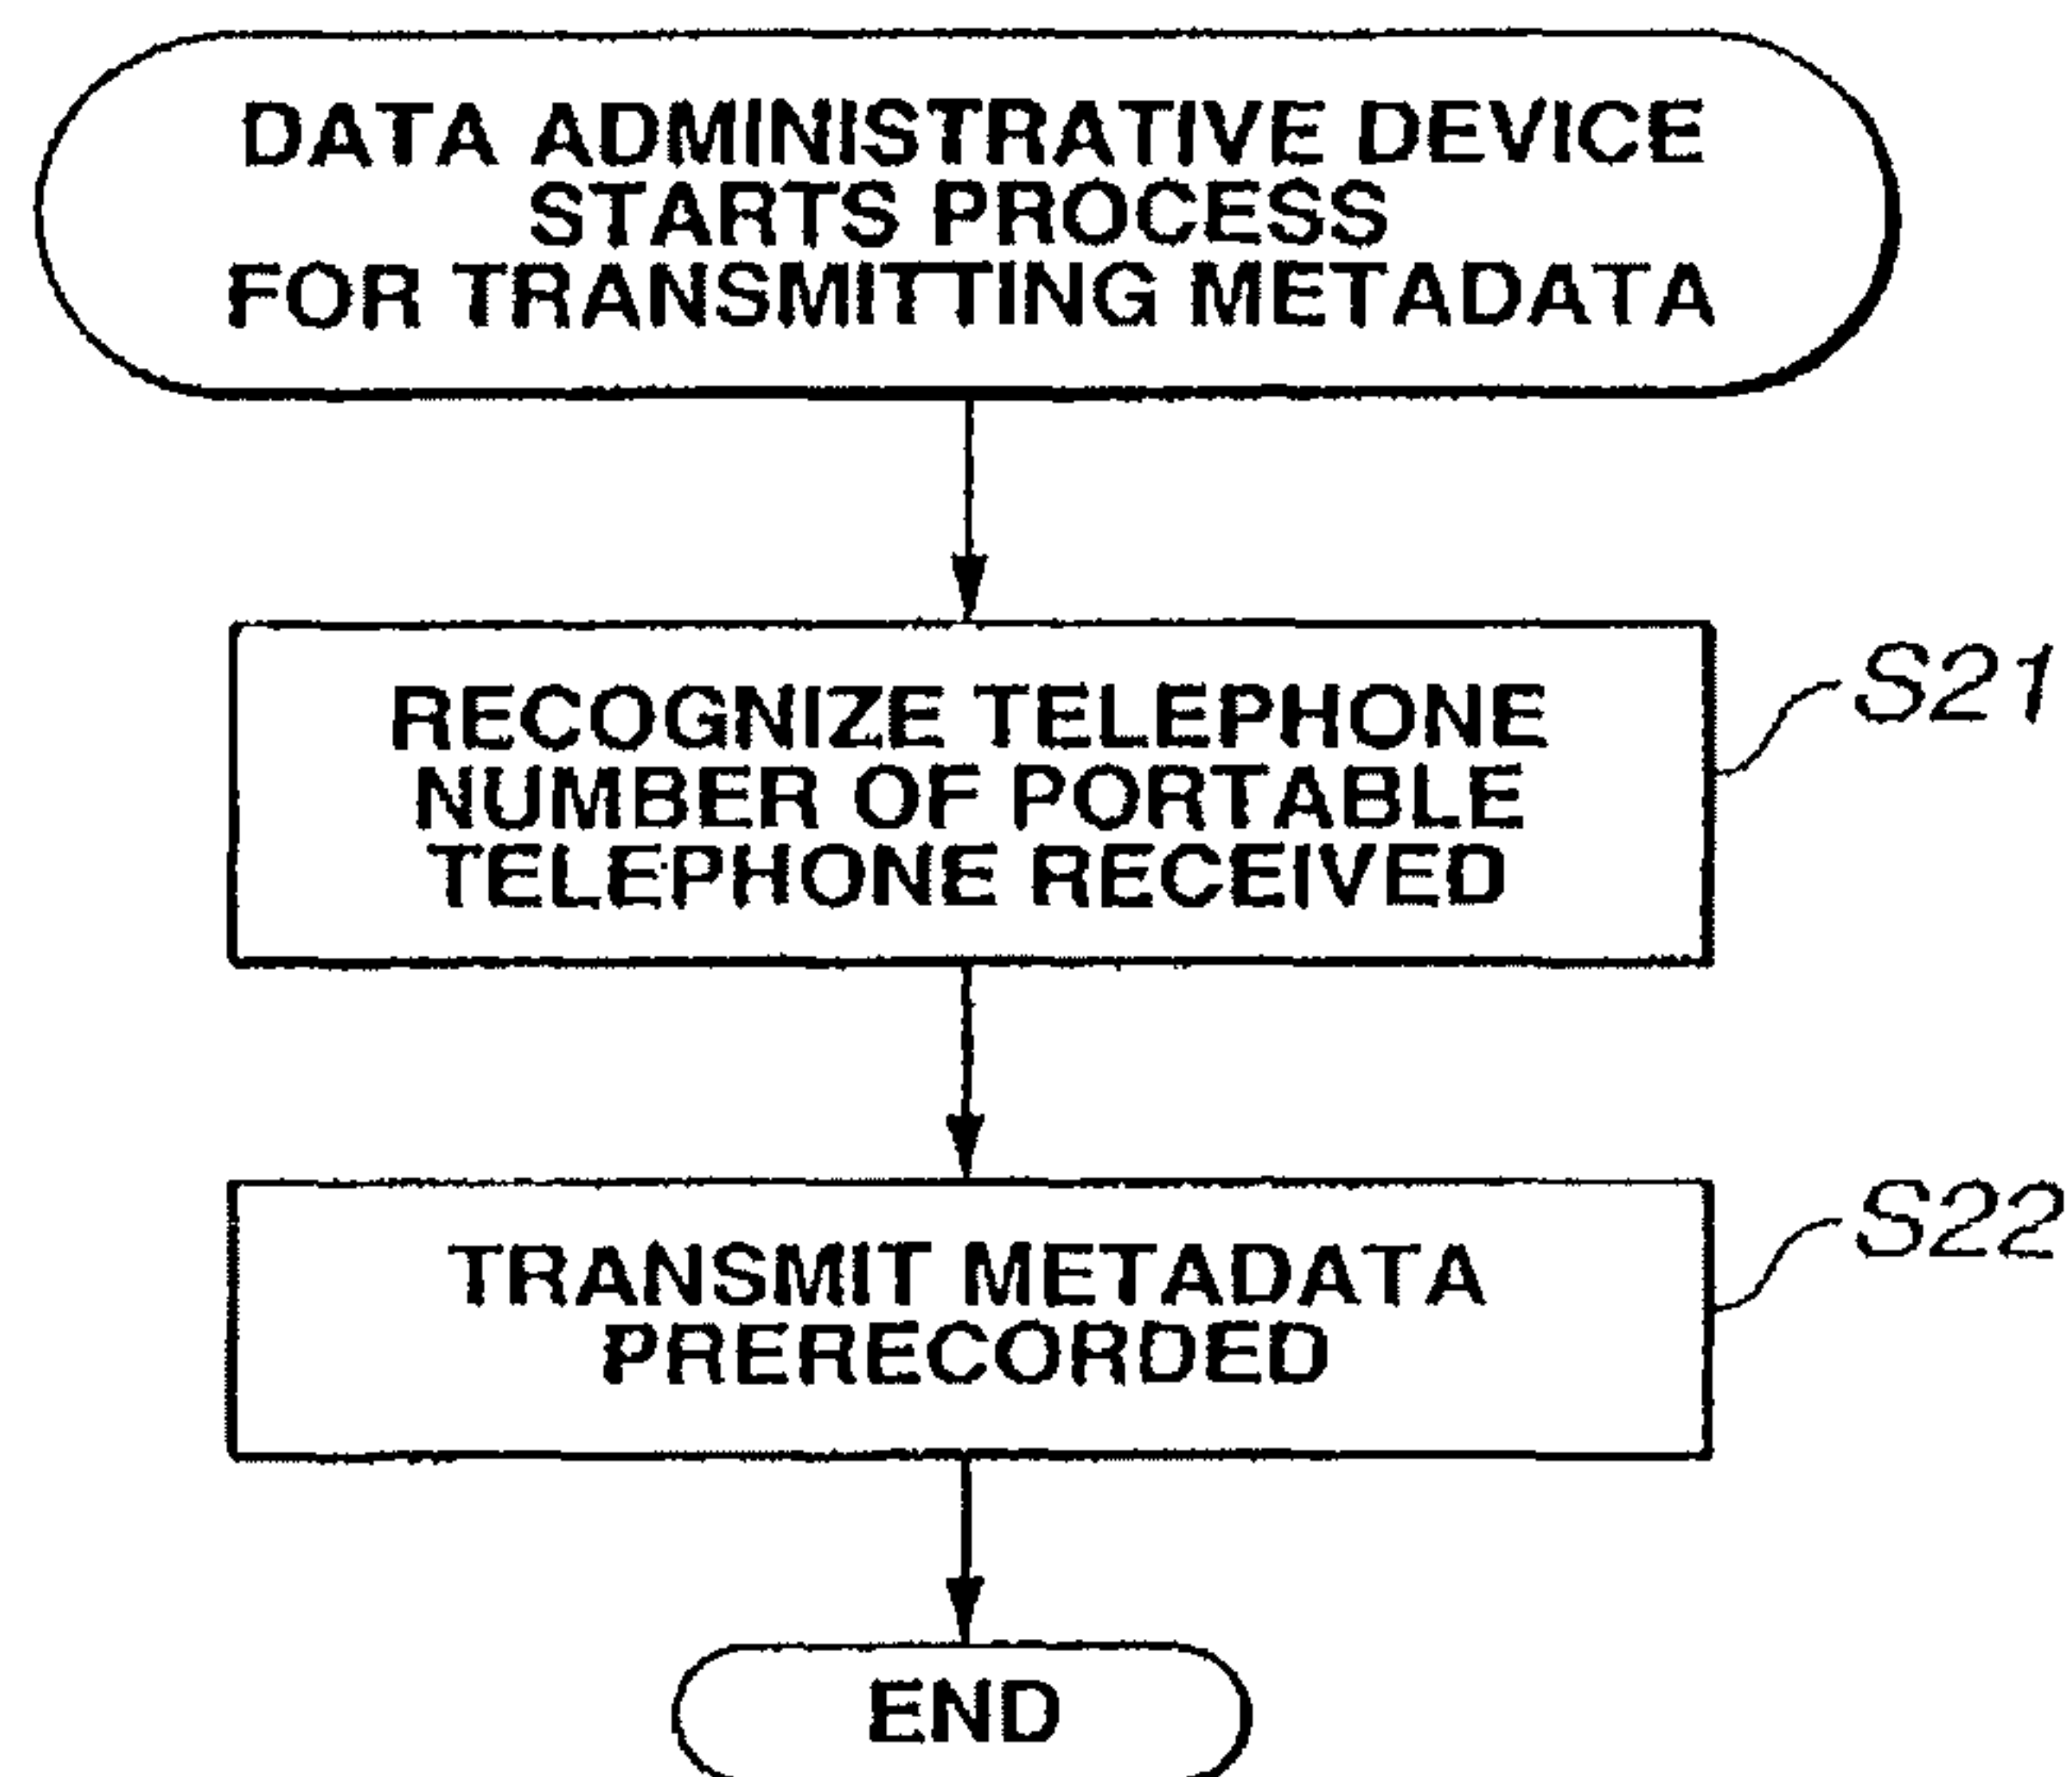 DATA ADMINISTRATIVE DEVICE
STARTS PROCESS
FOR TRANSMITTING METADATA
RECOGNIZE TELEPHONE
NUMBER OF PORTABLE
TELEPHONE RECEIVED
S21
TRANSMIT METADATA
PRERECORDED
S22
END